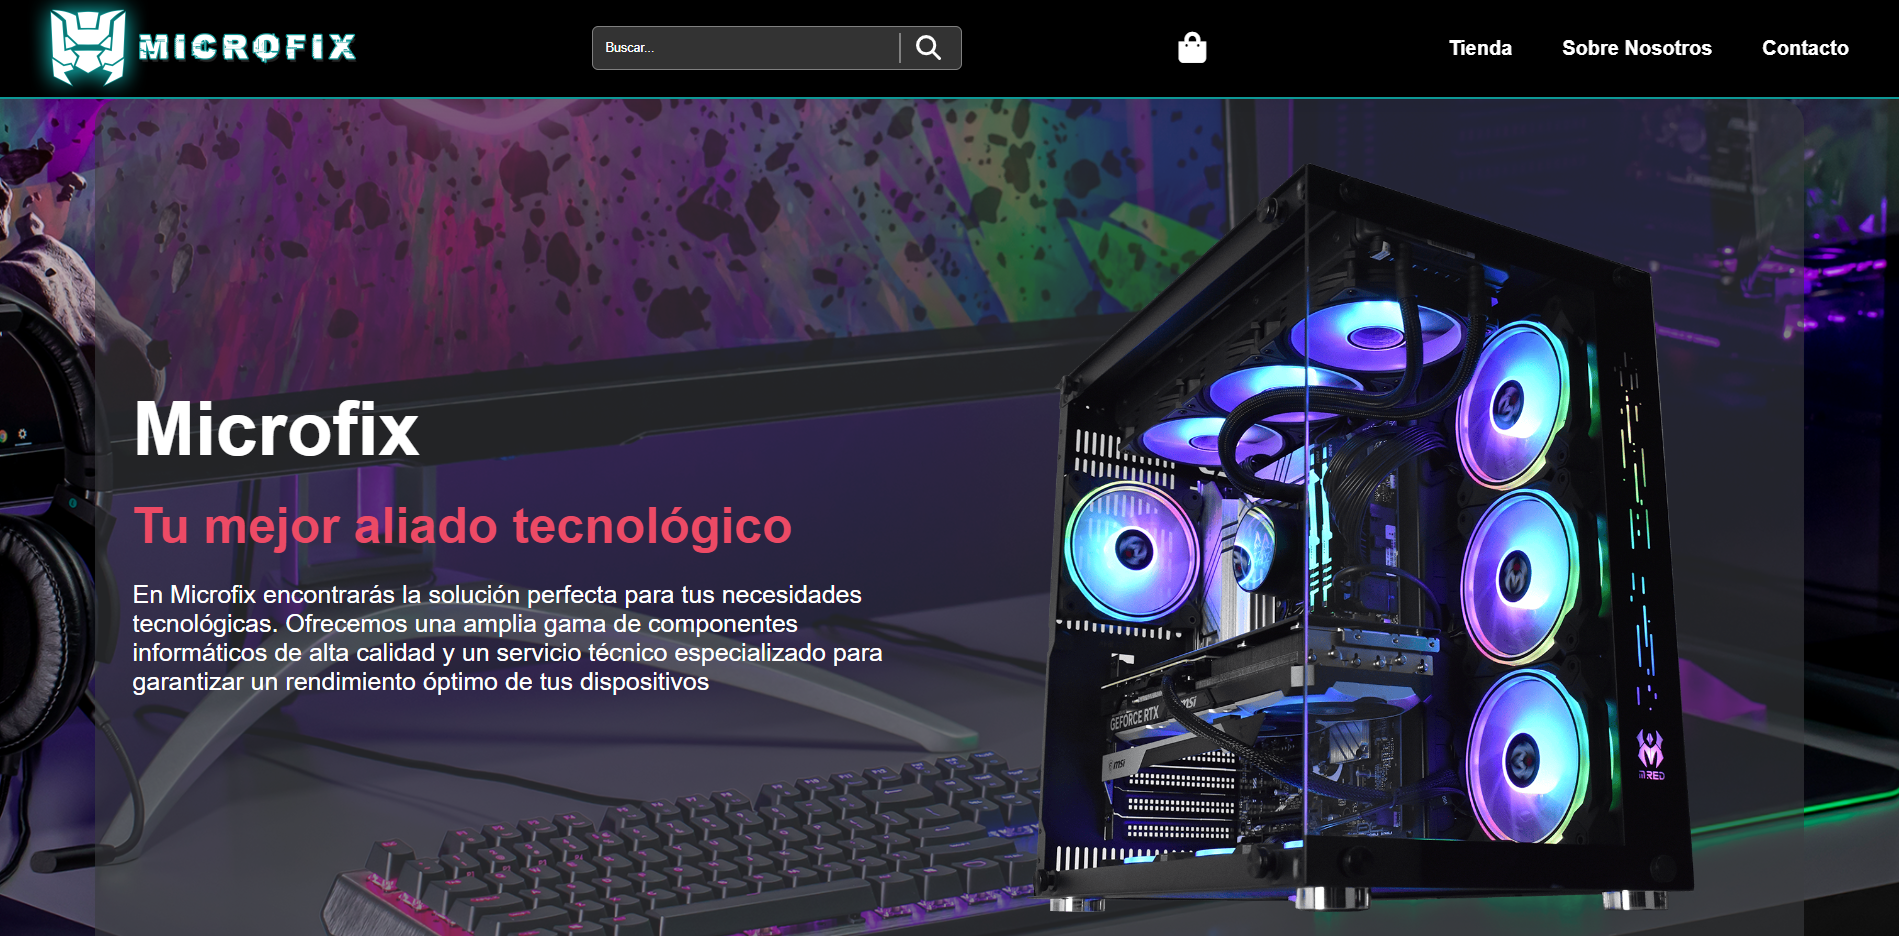 MICROFIX
Buscar...
Tienda
Sobre Nosotros
Contacto
Microfix
Tu mejor aliado tecnológico
En Microfix encontrarás la solución perfecta para tus necesidades
tecnológicas. Ofrecemos una amplia gama de componentes
informáticos de alta calidad y un servicio técnico especializado para
garantizar un rendimiento óptimo de tus dispositivos
GEFORCE RTX
msi
msi
MRED